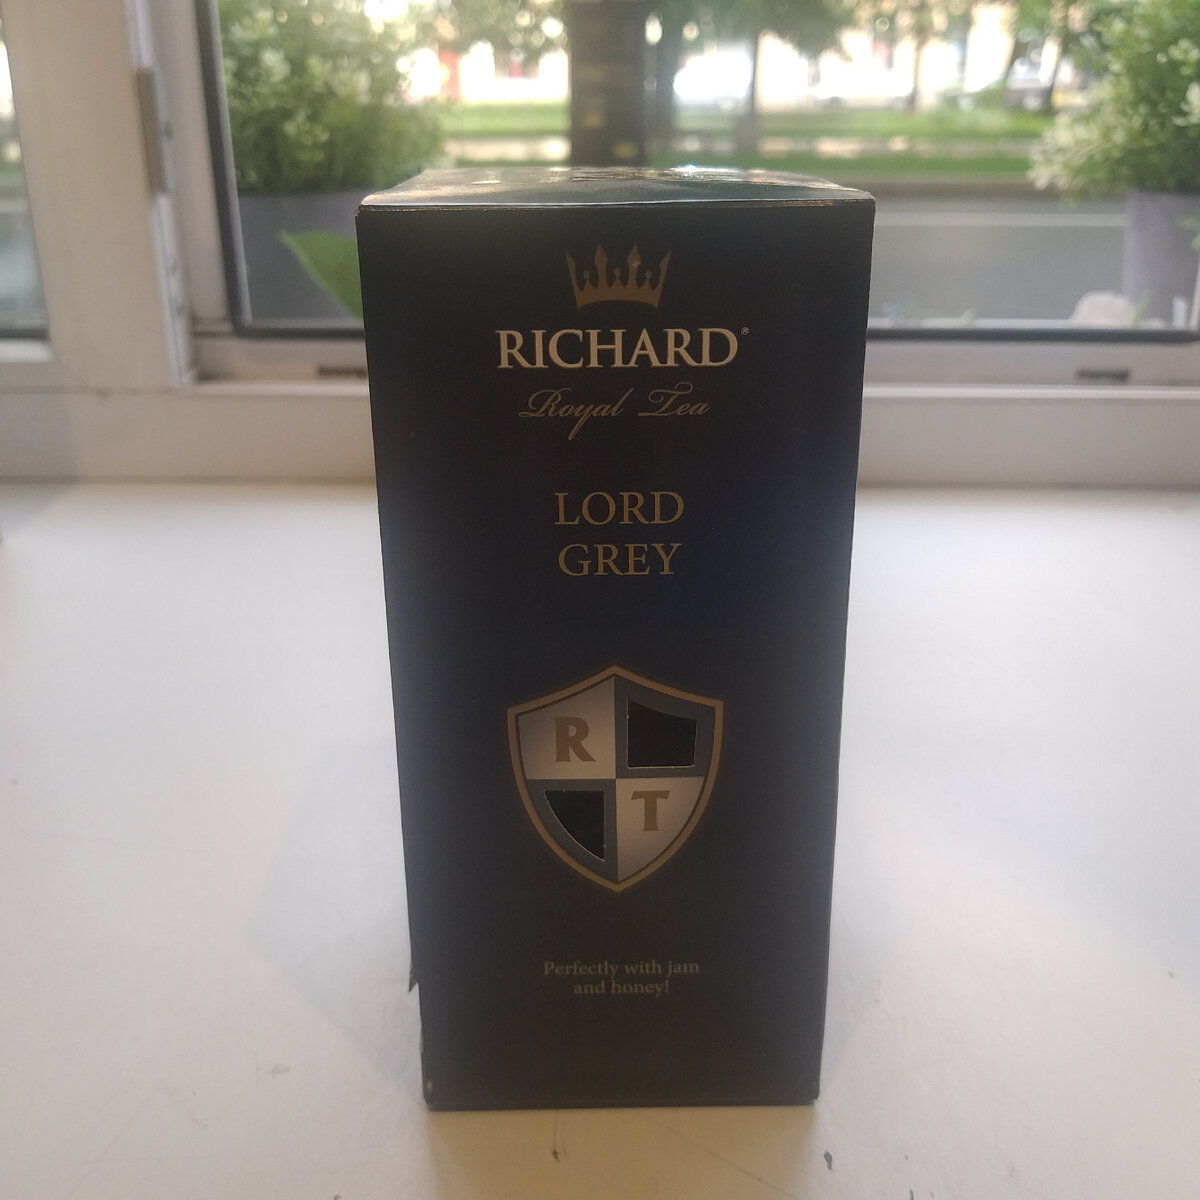 RICHARD®
Royal Tea
LORD
GREY
R
T
Perfectly with jam
and honey!